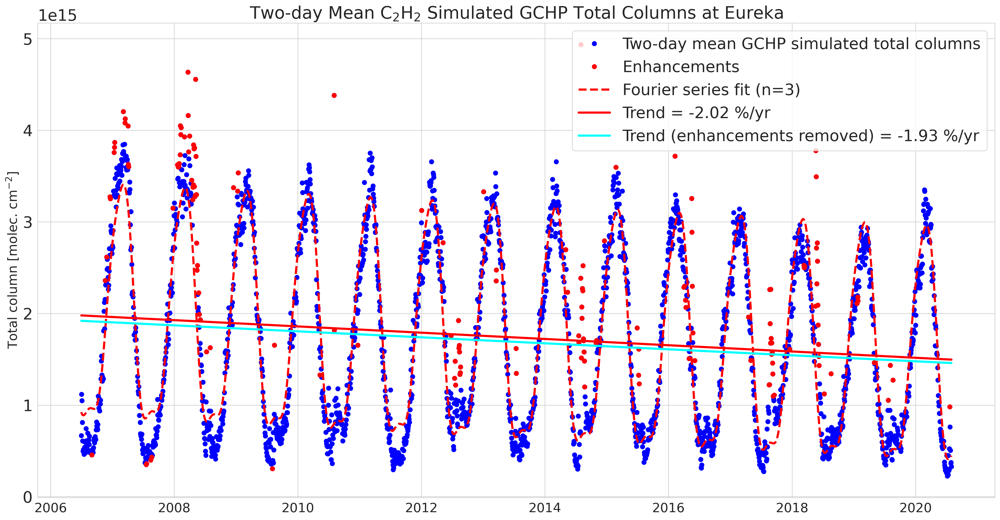 Two-day Mean C₂H₂ Simulated GCHP Total Columns at Eureka
1e15
Two-day mean GCHP simulated total columns
Enhancements
Fourier series fit (n=3)
Trend = -2.02 %/yr
Trend (enhancements removed) = -1.93 %/yr
Total column [molec. cm⁻²]
5
4
3
2
1
0
2006 2008 2010 2012 2014 2016 2018 2020